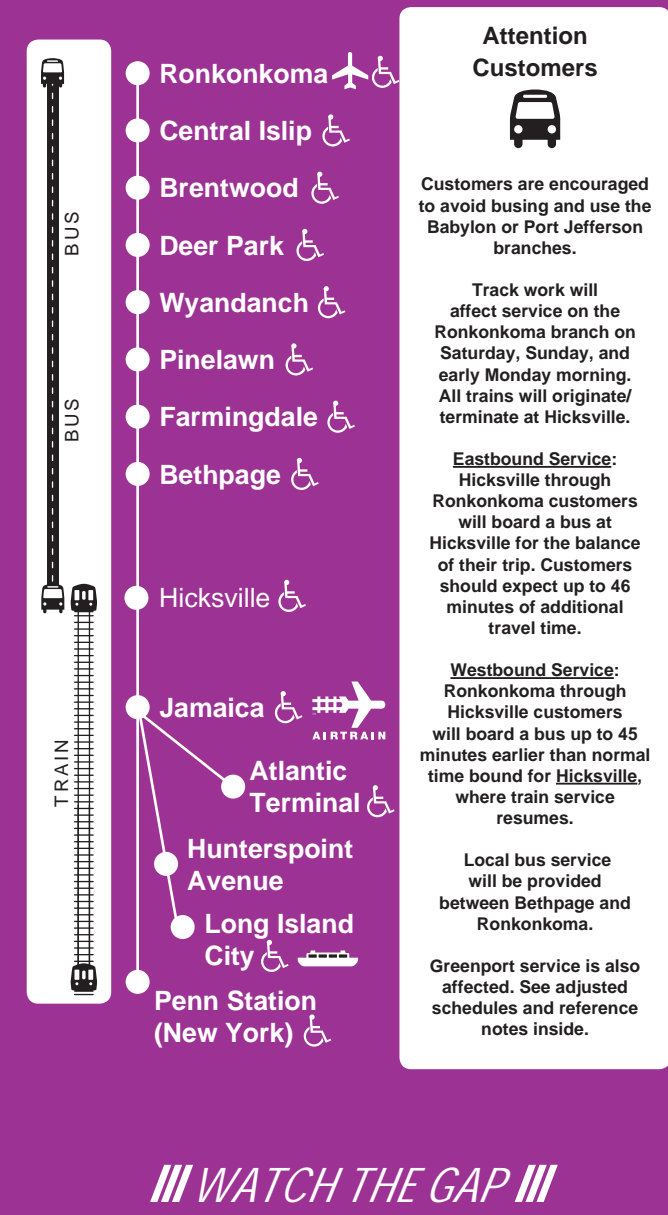 BUS
BUS
TRAIN
Ronkonkoma
Central Islip
Brentwood
Deer Park
Wyandanch
Pinelawn
Farmingdale
Bethpage
Hicksville
Jamaica
AIRTRAIN
Atlantic
Terminal
Hunterspoint
Avenue
Long Island
City
Penn Station
(New York)
Attention
Customers
Customers are encouraged
to avoid busing and use the
Babylon or Port Jefferson
branches.
Track work will
affect service on the
Ronkonkoma branch on
Saturday, Sunday, and
early Monday morning.
All trains will originate/
terminate at Hicksville.
Eastbound Service:
Hicksville through
Ronkonkoma customers
will board a bus at
Hicksville for the balance
of their trip. Customers
should expect up to 46
minutes of additional
travel time.
Westbound Service:
Ronkonkoma through
Hicksville customers
will board a bus up to 45
minutes earlier than normal
time bound for Hicksville,
where train service
resumes.
Local bus service
will be provided
between Bethpage and
Ronkonkoma.
Greenport service is also
affected. See adjusted
schedules and reference
notes inside.
WATCH THE GAP